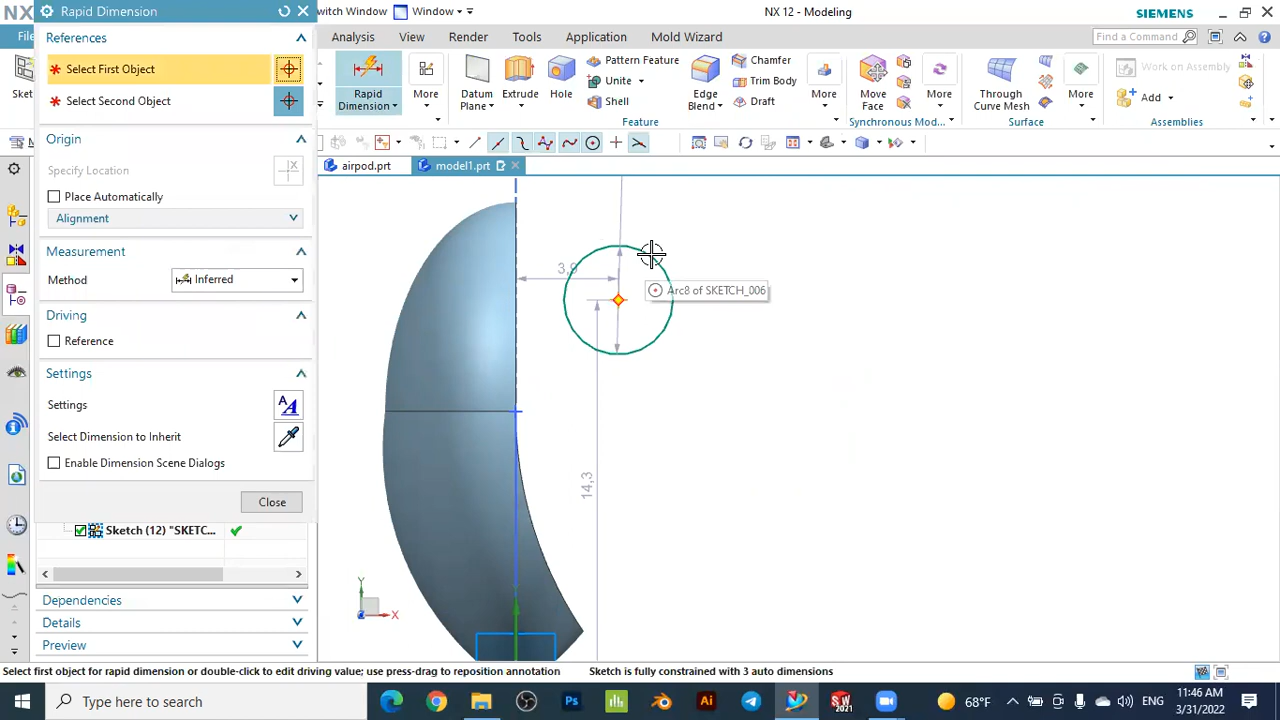 NX
Rapid Dimension
witch Window
Window
NX 12 - Modeling
SIEMENS
File
Analysis
View
Render
Tools
Application
Mold Wizard
Find a Command
References
Select First Object
Select Second Object
Rapid
Dimension
More
Datum
Plane
Extrude
Hole
Pattern Feature
Unite
Shell
Edge
Blend
Chamfer
Trim Body
Draft
More
Move
Face
More
Through
Curve Mesh
More
Work on Assembly
Add
Feature
Synchronous Mod...
Surface
Assemblies
Origin
Specify Location
Place Automatically
Alignment
airpod.prt
model1.prt
Measurement
Method
Inferred
3,9
Arc8 of SKETCH_006
Driving
Reference
Settings
Settings
Select Dimension to Inherit
Enable Dimension Scene Dialogs
14,3
Close
Sketch (12) "SKETC...
Dependencies
Details
Preview
Y
X
Select first object for rapid dimension or double-click to edit driving value; use press-drag to reposition annotation
Sketch is fully constrained with 3 auto dimensions
Type here to search
Ps
Ai
SW
2021
68°F
ENG
11:46 AM
3/31/2022